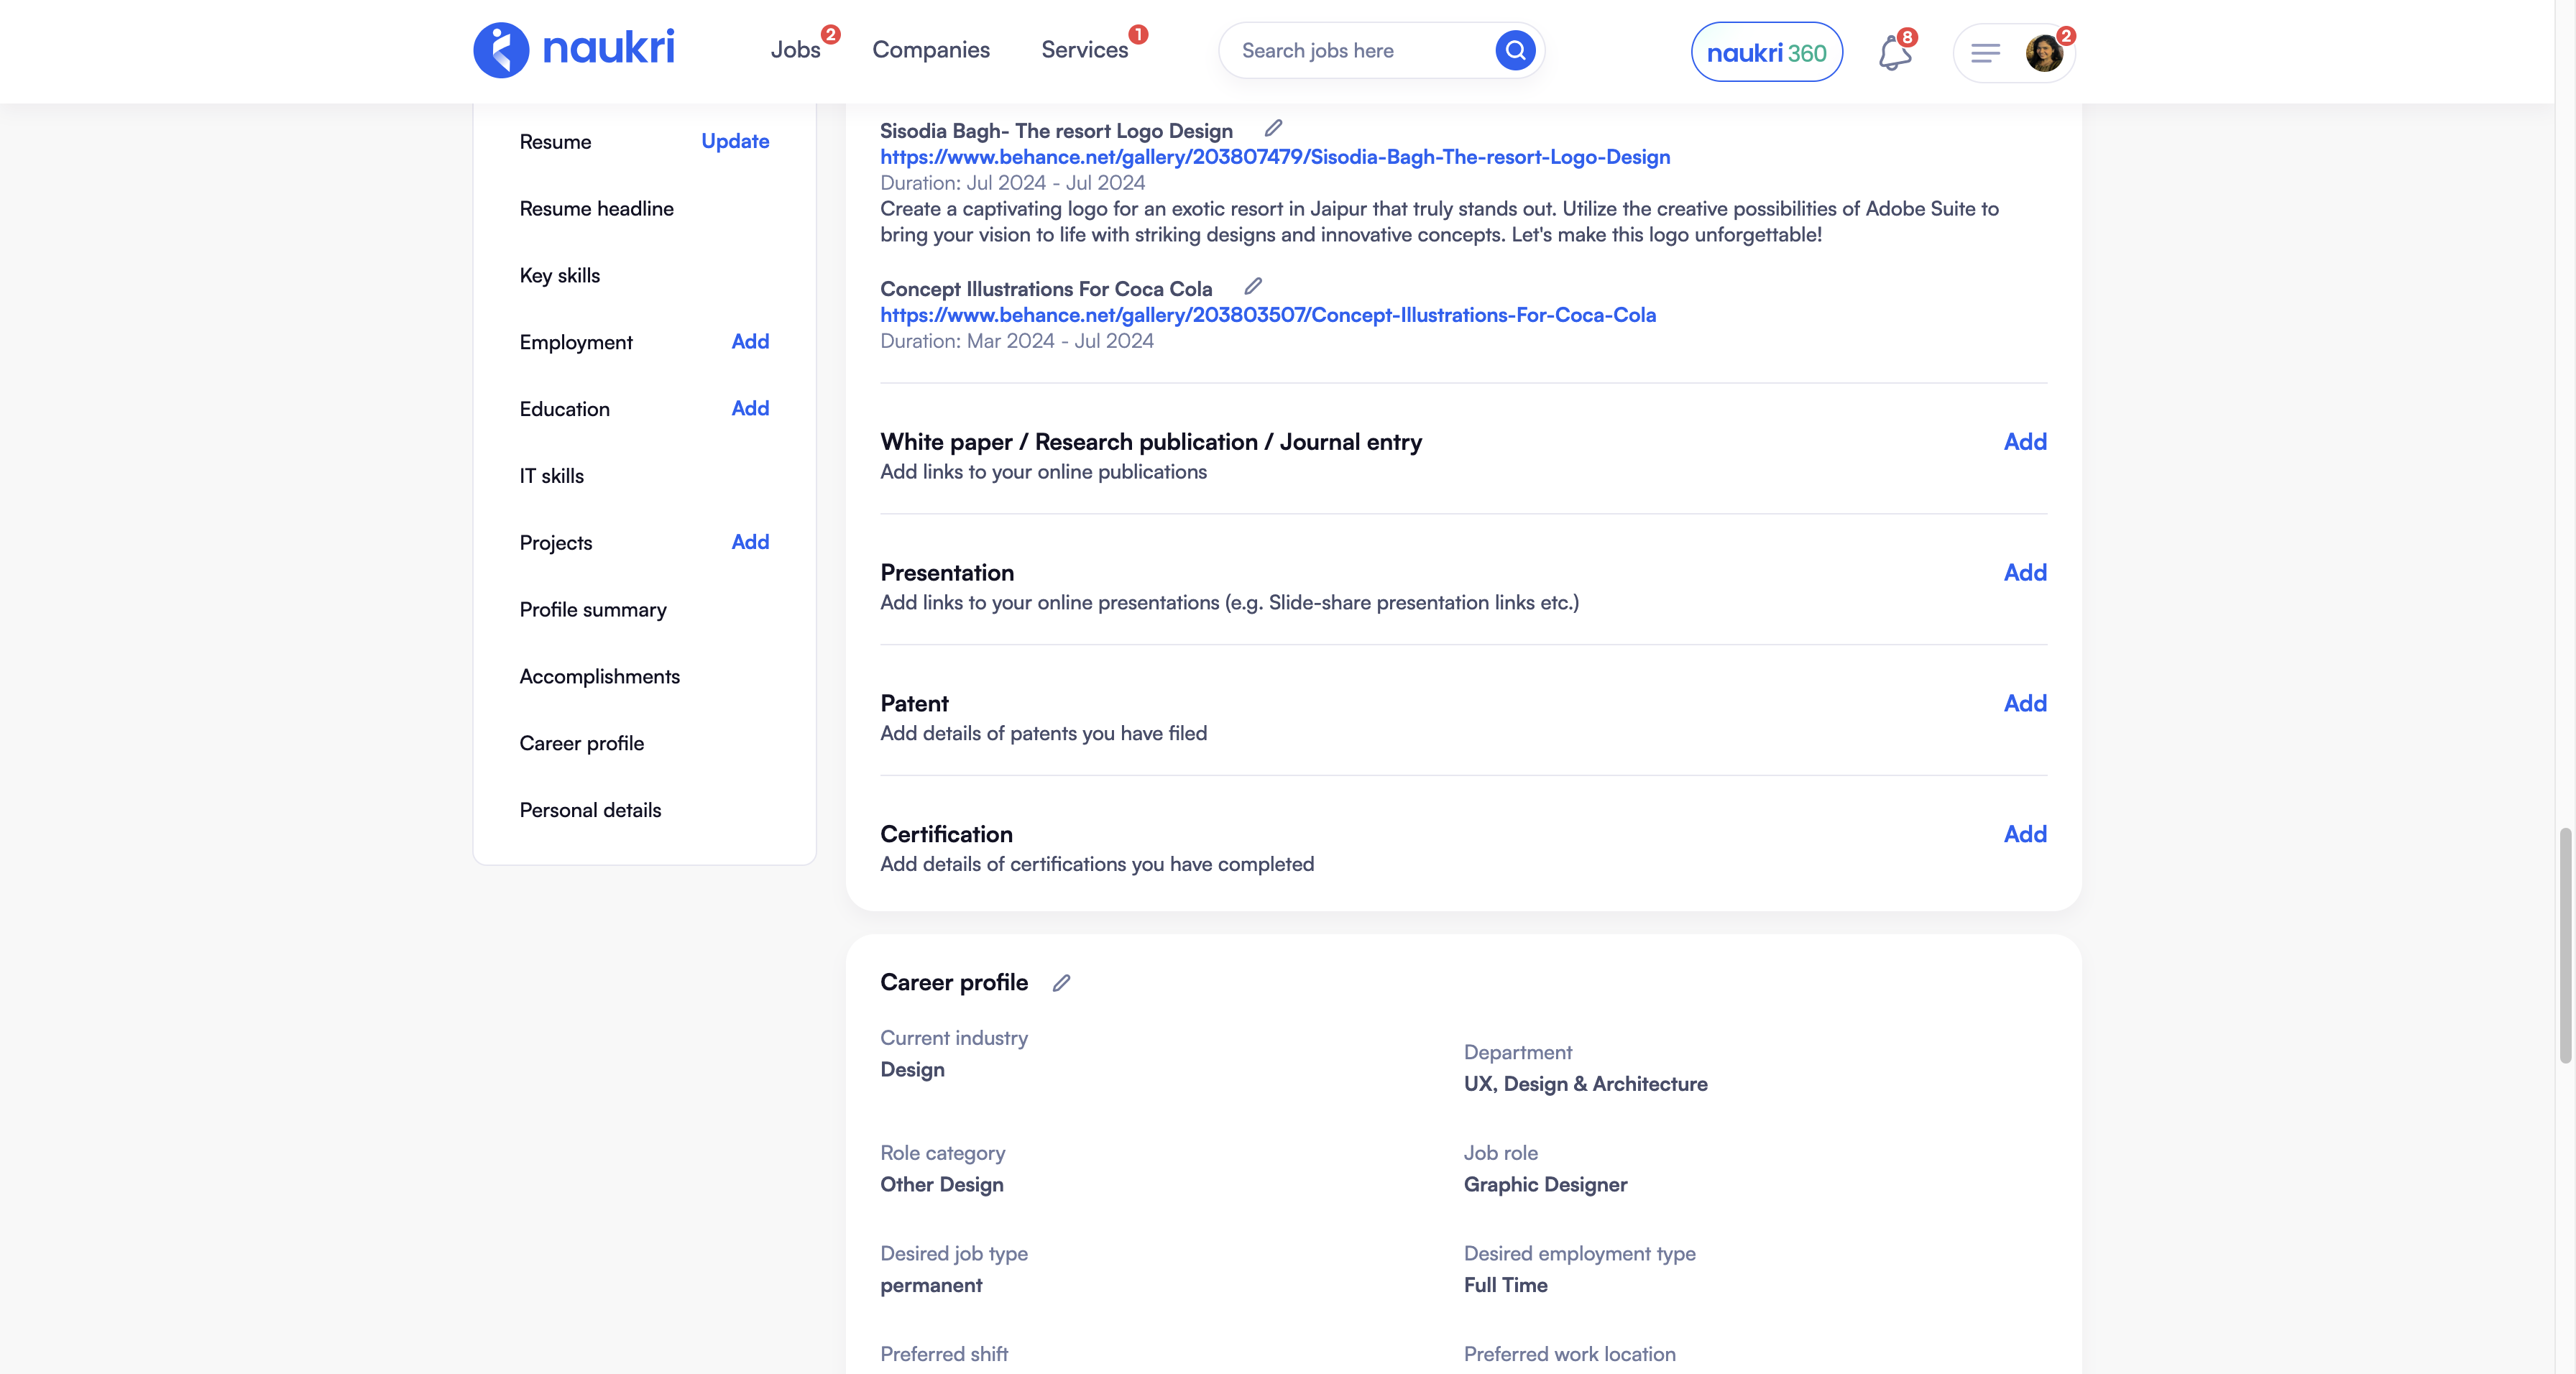 naukri
Jobs 2
Companies
Services 1
Search jobs here
naukri 360
8
2
Resume Update
Resume headline
Key skills
Employment Add
Education Add
IT skills
Projects Add
Profile summary
Accomplishments
Career profile
Personal details
Sisodia Bagh- The resort Logo Design
https://www.behance.net/gallery/203807479/Sisodia-Bagh-The-resort-Logo-Design
Duration: Jul 2024 - Jul 2024
Create a captivating logo for an exotic resort in Jaipur that truly stands out. Utilize the creative possibilities of Adobe Suite to
bring your vision to life with striking designs and innovative concepts. Let's make this logo unforgettable!
Concept Illustrations For Coca Cola
https://www.behance.net/gallery/203803507/Concept-Illustrations-For-Coca-Cola
Duration: Mar 2024 - Jul 2024
White paper / Research publication / Journal entry Add
Add links to your online publications
Presentation Add
Add links to your online presentations (e.g. Slide-share presentation links etc.)
Patent Add
Add details of patents you have filed
Certification Add
Add details of certifications you have completed
Career profile
Current industry
Design
Department
UX, Design & Architecture
Role category
Other Design
Job role
Graphic Designer
Desired job type
permanent
Desired employment type
Full Time
Preferred shift
Preferred work location